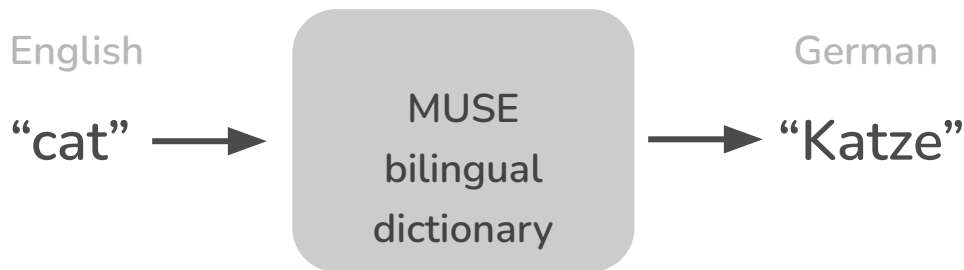 English
German
“cat”
MUSE
bilingual
dictionary
“Katze”